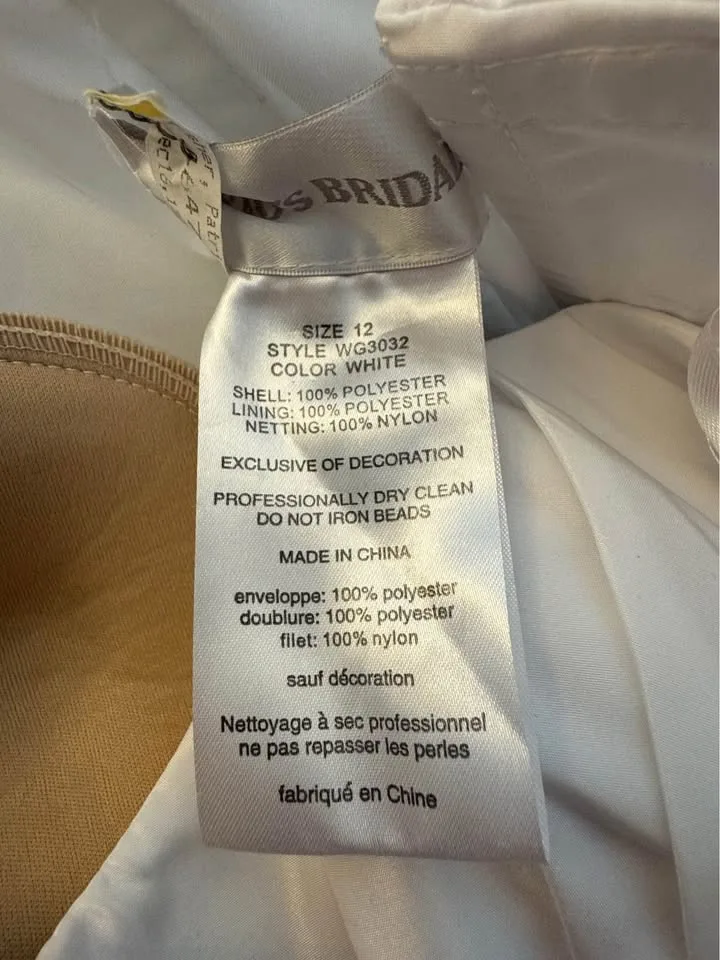 BRIDA
SIZE 12
STYLE WG3032
COLOR WHITE
SHELL: 100% POLYESTER
LINING: 100% POLYESTER
NETTING: 100% NYLON
EXCLUSIVE OF DECORATION
PROFESSIONALLY DRY CLEAN
DO NOT IRON BEADS
MADE IN CHINA
enveloppe: 100% polyester
doublure: 100% polyester
filet: 100% nylon
sauf décoration
Nettoyage à sec professionnel
ne pas repasser les perles
fabriqué en Chine